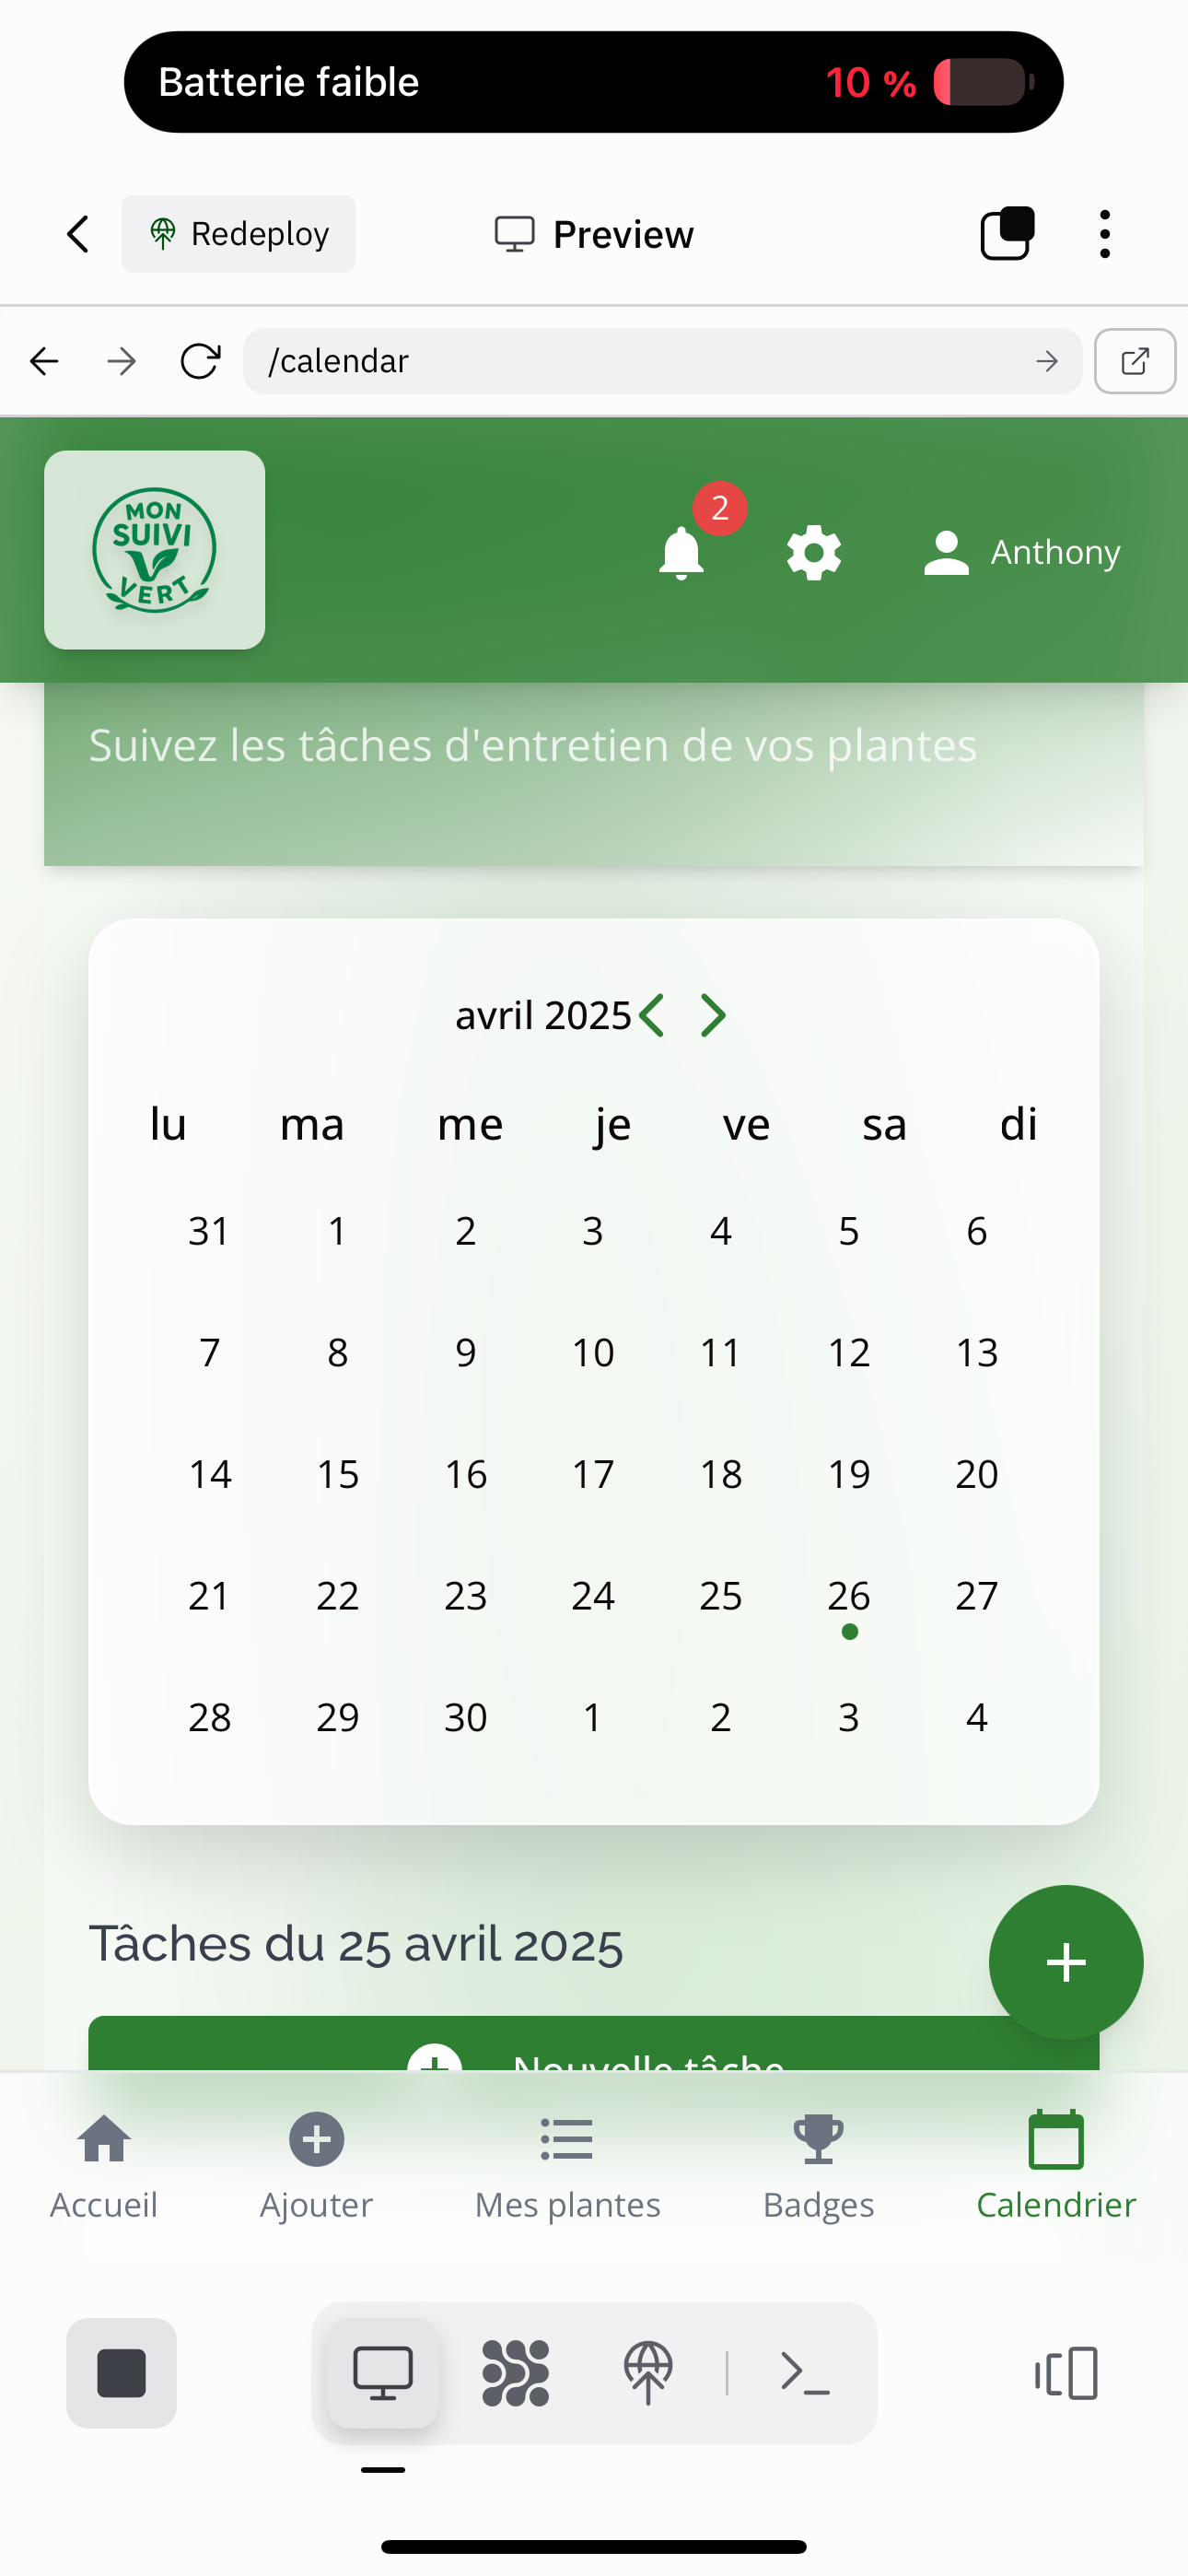 Batterie faible 10 %
Redeploy Preview
/calendar
MON
SUIVI
VERT
2
Anthony
Suivez les tâches d'entretien de vos plantes
avril 2025
lu ma me je ve sa di
31 1 2 3 4 5 6
7 8 9 10 11 12 13
14 15 16 17 18 19 20
21 22 23 24 25 26 27
28 29 30 1 2 3 4
Tâches du 25 avril 2025
Nouvelle tâche
Accueil Ajouter Mes plantes Badges Calendrier